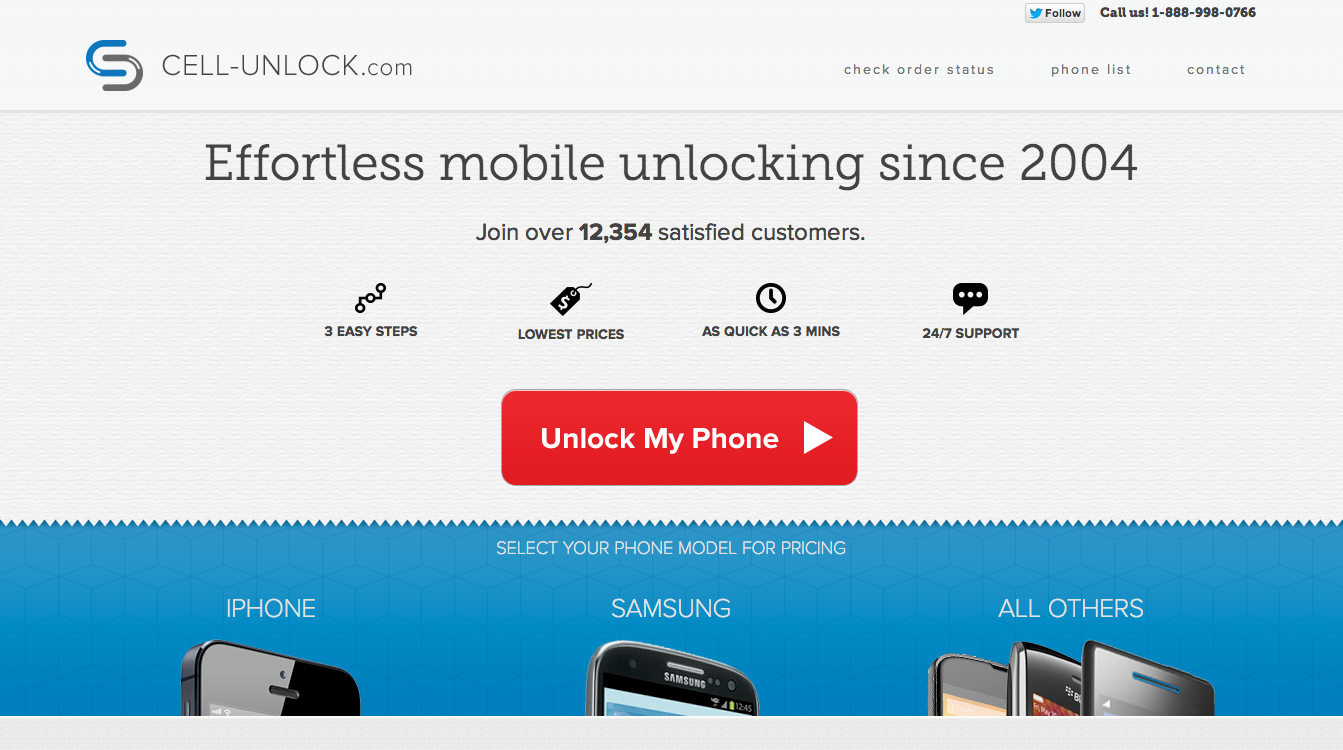 Follow
Call us! 1-888-998-0766
CELL-UNLOCK.com
check order status
phone list
contact
Effortless mobile unlocking since 2004
Join over 12,354 satisfied customers.
3 EASY STEPS
LOWEST PRICES
AS QUICK AS 3 MINS
24/7 SUPPORT
Unlock My Phone
SELECT YOUR PHONE MODEL FOR PRICING
IPHONE
SAMSUNG
ALL OTHERS
SAMSUNG
12:45